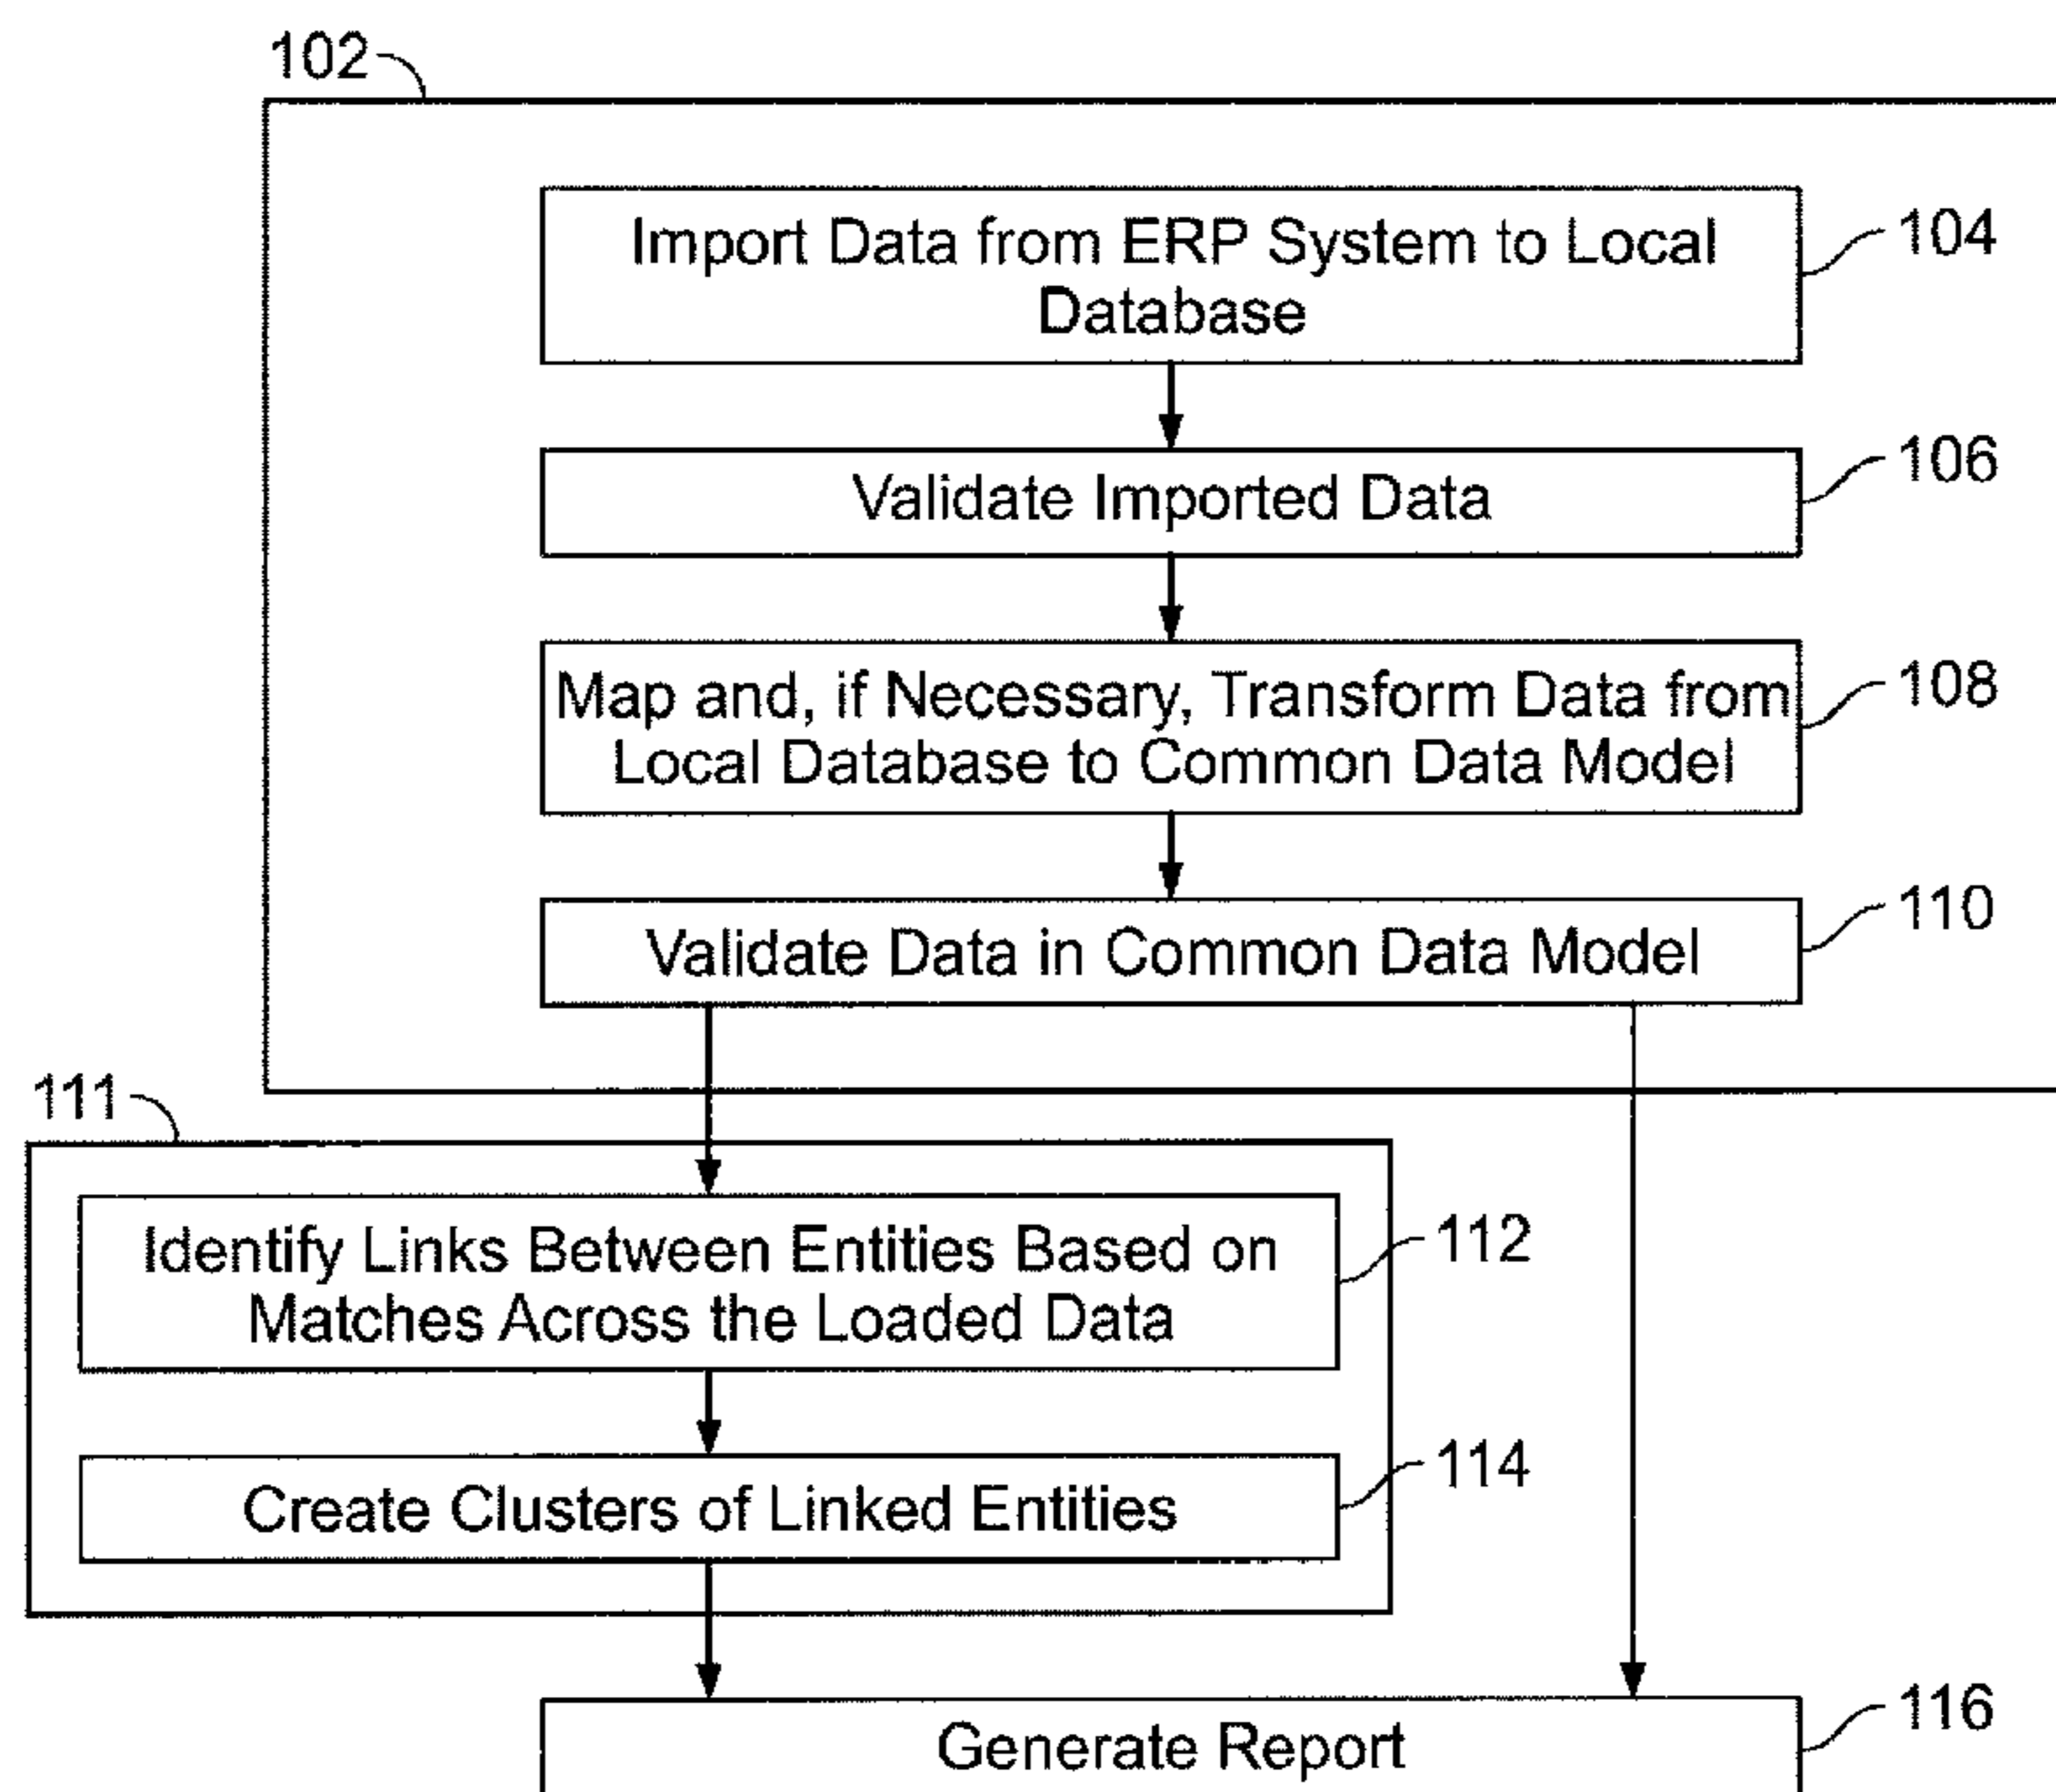 102
Import Data from ERP System to Local
Database
104
Validate Imported Data
106
Map and, if Necessary, Transform Data from
Local Database to Common Data Model
108
Validate Data in Common Data Model
110
111
Identify Links Between Entities Based on
Matches Across the Loaded Data
112
Create Clusters of Linked Entities
114
Generate Report
116